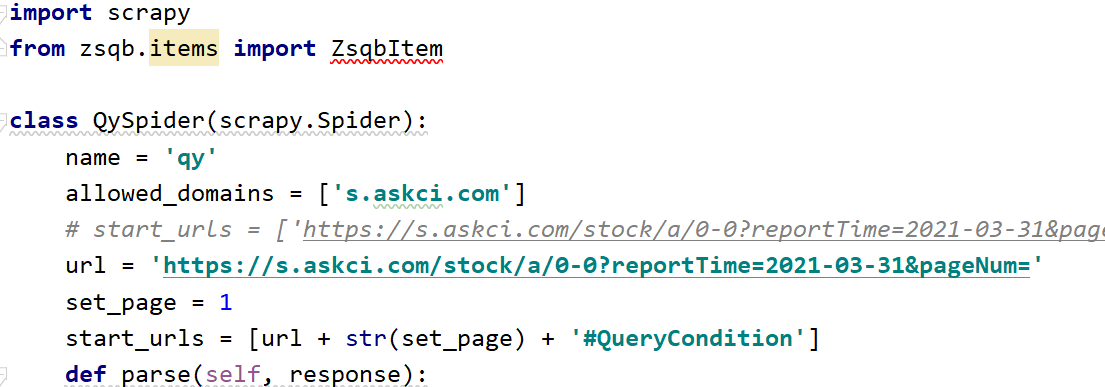 import scrapy
from zsqb.items import ZsqbItem
class QySpider(scrapy.Spider):
    name = 'qy'
    allowed_domains = ['s.askci.com']
    # start_urls = ['https://s.askci.com/stock/a/0-0?reportTime=2021-03-31&page
    url = 'https://s.askci.com/stock/a/0-0?reportTime=2021-03-31&pageNum='
    set_page = 1
    start_urls = [url + str(set_page) + '#QueryCondition']
    def parse(self, response):